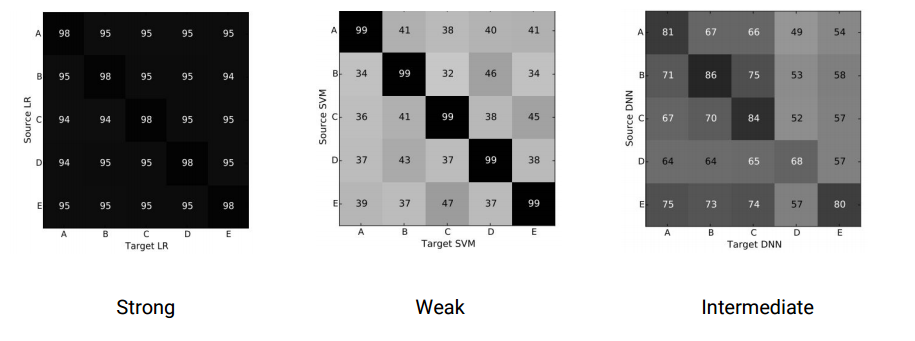 Source LR
A 98 95 95 95 95
B 95 98 95 95 94
C 94 94 98 95 95
D 94 95 95 98 95
E 95 95 95 95 98
A B C D E
Target LR
Strong
Source SVM
A 99 41 38 40 41
B 34 99 32 46 34
C 36 41 99 38 45
D 37 43 37 99 38
E 39 37 47 37 99
A B C D E
Target SVM
Weak
Source DNN
A 81 67 66 49 54
B 71 86 75 53 58
C 67 70 84 52 57
D 64 64 65 68 57
E 75 73 74 57 80
A B C D E
Target DNN
Intermediate